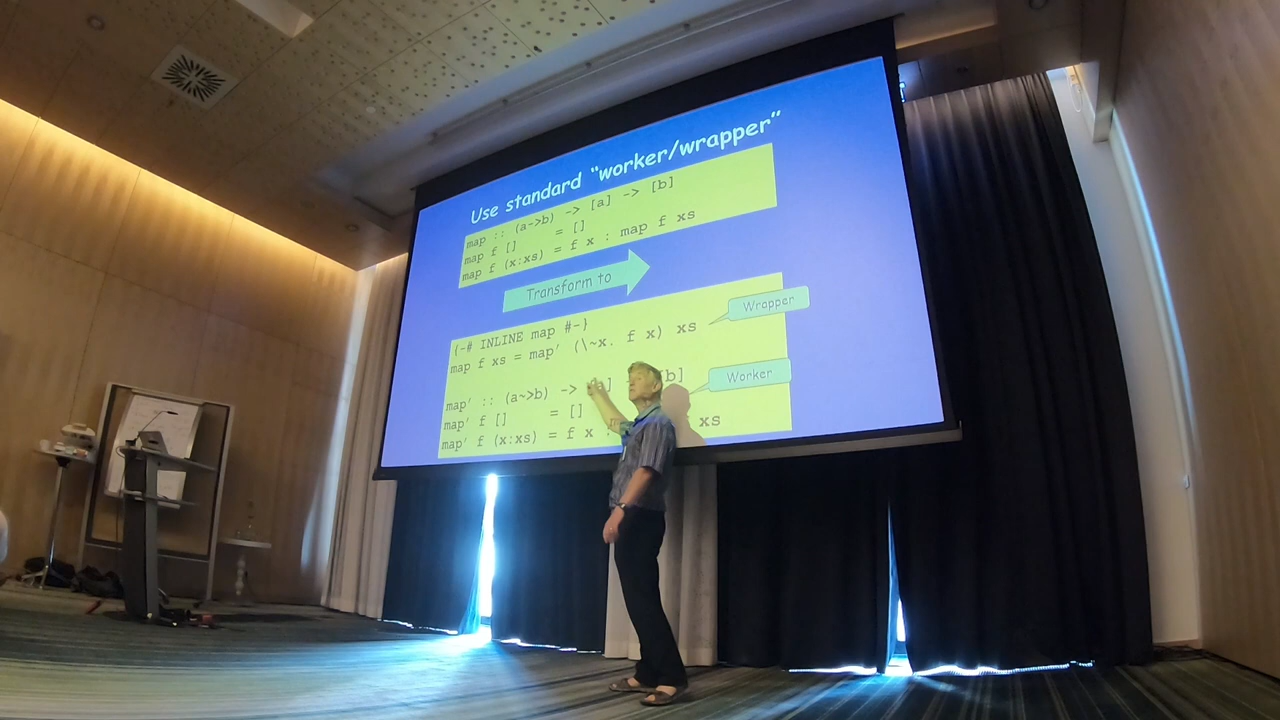 Use standard "worker/wrapper"
map :: (a->b) -> [a] -> [b]
map f [] = []
map f (x:xs) = f x : map f xs
Transform to
{-# INLINE map #-}
map f xs = map' (\~x. f x) xs
Wrapper
map' :: (a~>b) -> [a] b]
map' f [] = []
map' f (x:xs) = f x xs
Worker